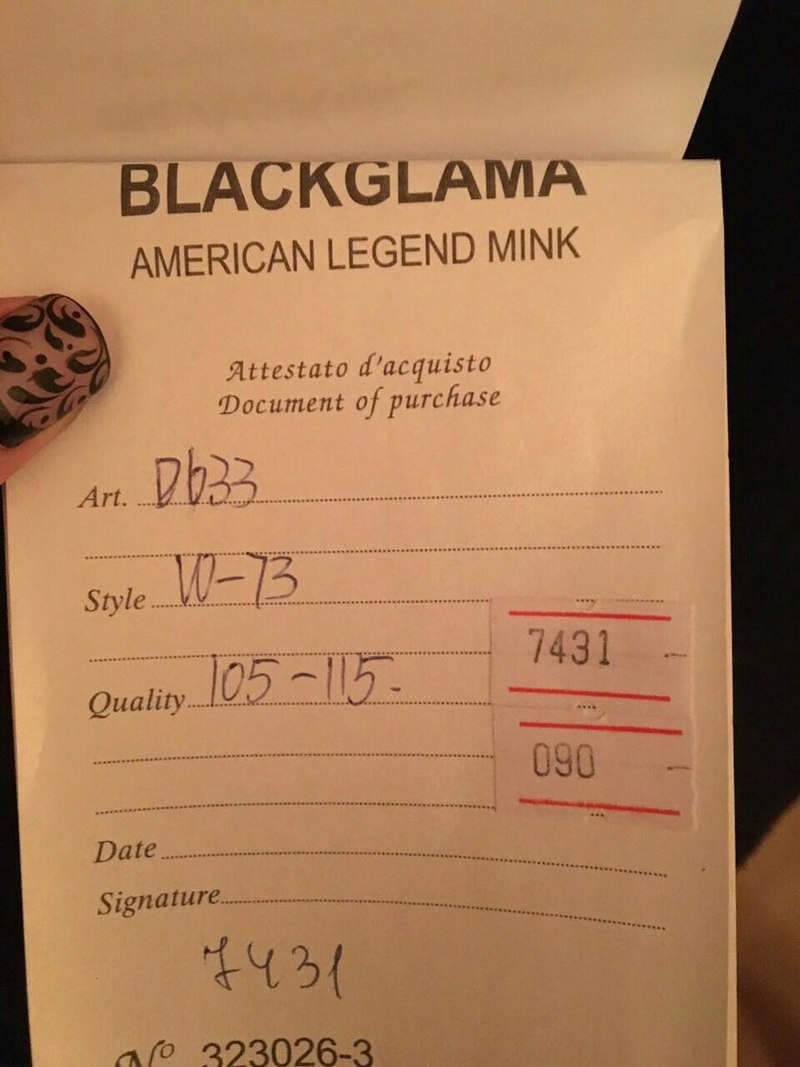 BLACKGLAMA
AMERICAN LEGEND MINK
Attestato d'acquisto
Document of purchase
Art. Db33
Style W-73
7431 -
Quality 105-115-
090 -
Date
Signature
7431
Nº 323026-3